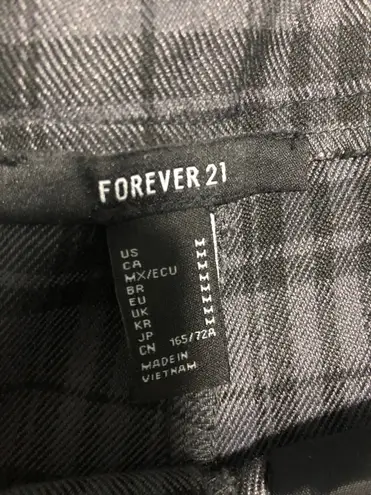 FOREVER 21
US M
CA M
MX/ECU M
BR M
EU M
UK M
KR M
JP M
CN 165/72A
MADE IN
VIETNAM